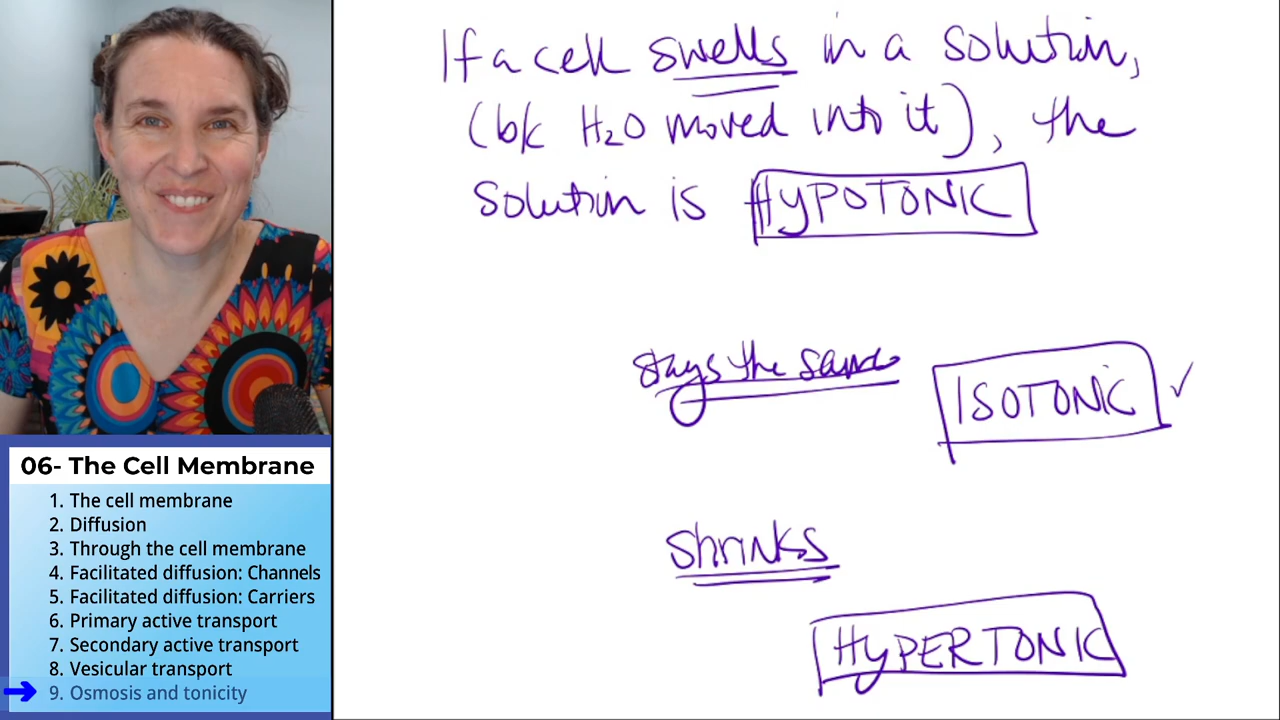 If a cell swells in a solution,
(b/c H₂O moved into it), the
solution is HYPOTONIC
stays the same
ISOTONIC ✓
shrinks
HYPERTONIC
06- The Cell Membrane
1. The cell membrane
2. Diffusion
3. Through the cell membrane
4. Facilitated diffusion: Channels
5. Facilitated diffusion: Carriers
6. Primary active transport
7. Secondary active transport
8. Vesicular transport
9. Osmosis and tonicity